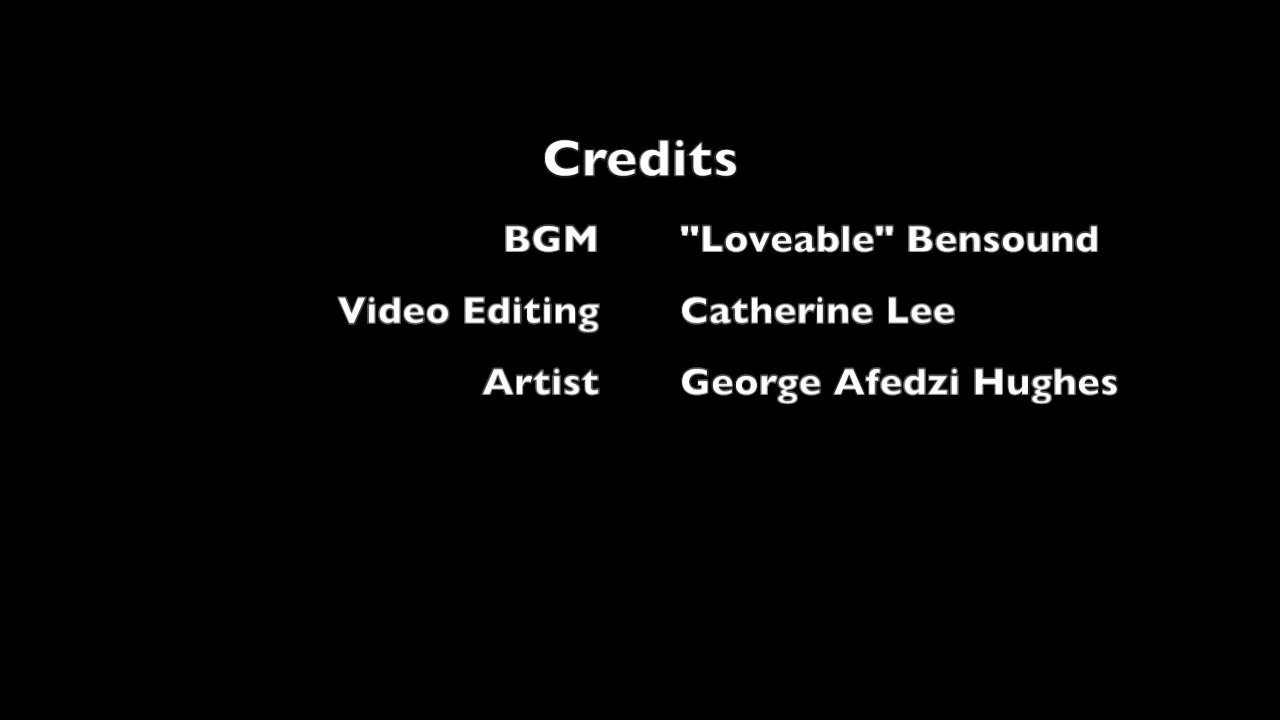 Credits
BGM "Loveable" Bensound
Video Editing Catherine Lee
Artist George Afedzi Hughes